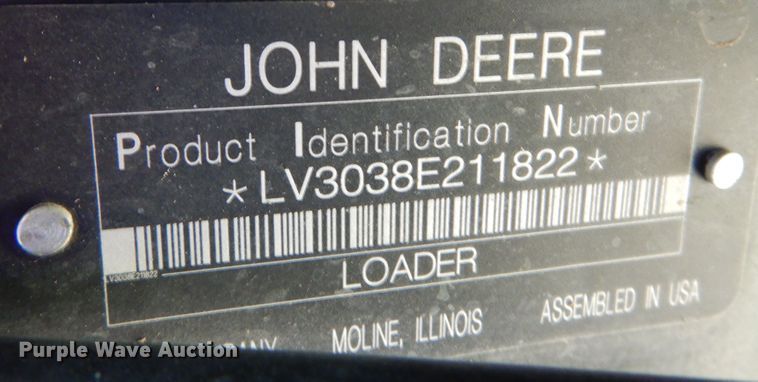 JOHN DEERE
Product Identification Number
*LV3038E211822*
LV3038E211822
LOADER
MOLINE, ILLINOIS ASSEMBLED IN USA
Purple Wave Auction